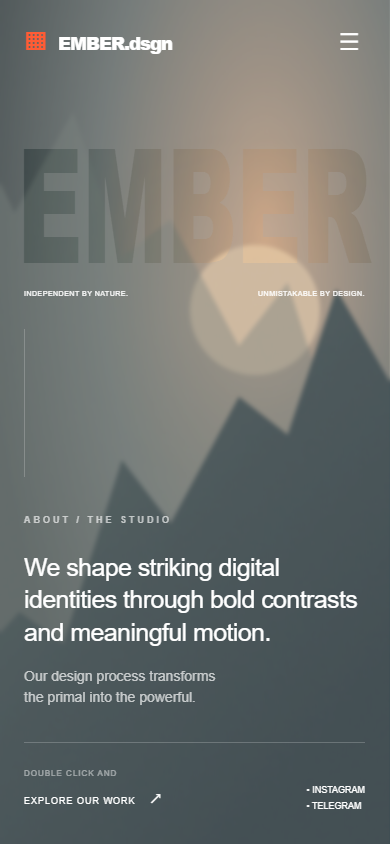 EMBER.dsgn
EMBER
INDEPENDENT BY NATURE.
UNMISTAKABLE BY DESIGN.
ABOUT / THE STUDIO
We shape striking digital
identities through bold contrasts
and meaningful motion.
Our design process transforms
the primal into the powerful.
DOUBLE CLICK AND
EXPLORE OUR WORK ↗
• INSTAGRAM
• TELEGRAM